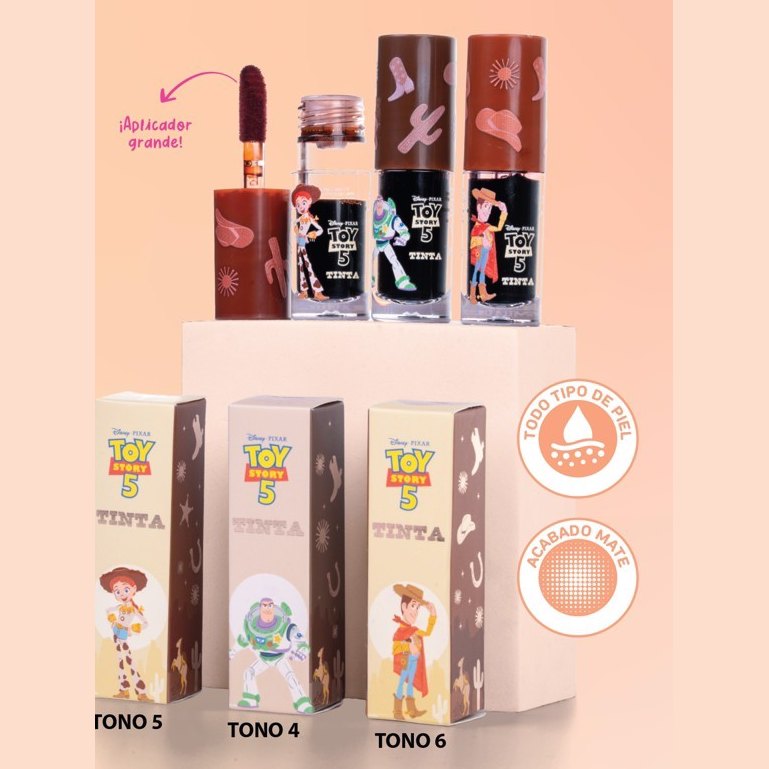 ¡Aplicador
grande!
Disney · PIXAR
TOY
STORY
5
TINTA
Disney · PIXAR
TOY
STORY
5
TINTA
Disney · PIXAR
TOY
STORY
5
TINTA
TODO TIPO DE PIEL
ACABADO MATE
Disney · PIXAR
TOY
STORY
5
TINTA
TONO 5
Disney · PIXAR
TOY
STORY
5
TINTA
TONO 4
Disney · PIXAR
TOY
STORY
5
TINTA
TONO 6